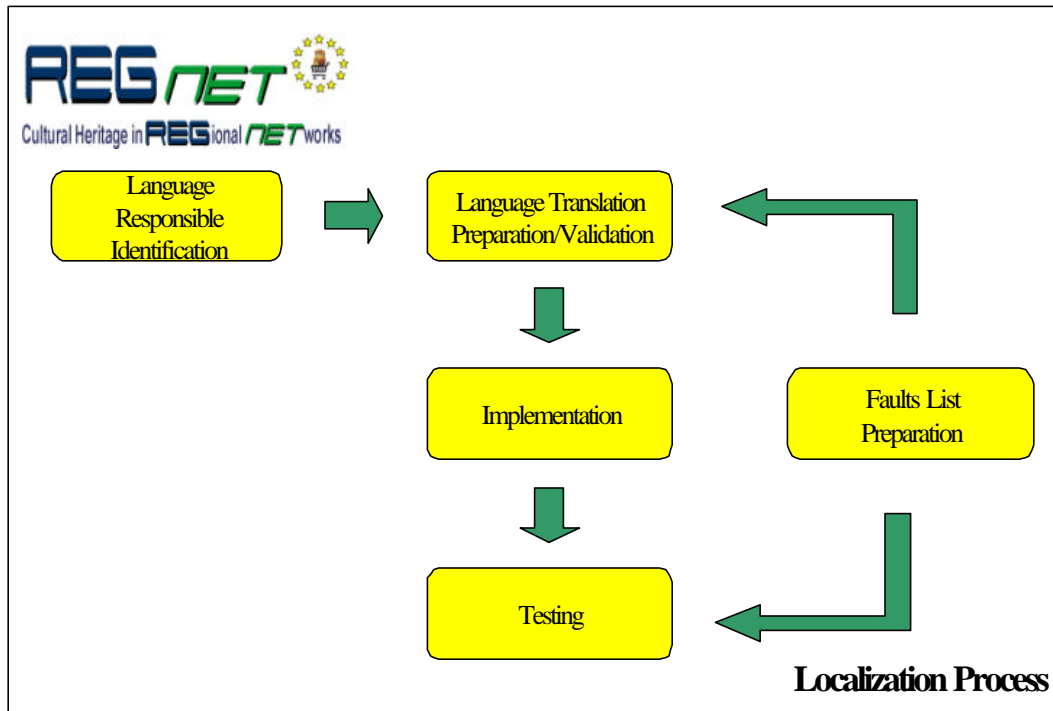 REGNET
Cultural Heritage in REGional NETworks
Language
Responsible
Identification
Language Translation
Preparation/Validation
Implementation
Faults List
Preparation
Testing
Localization Process